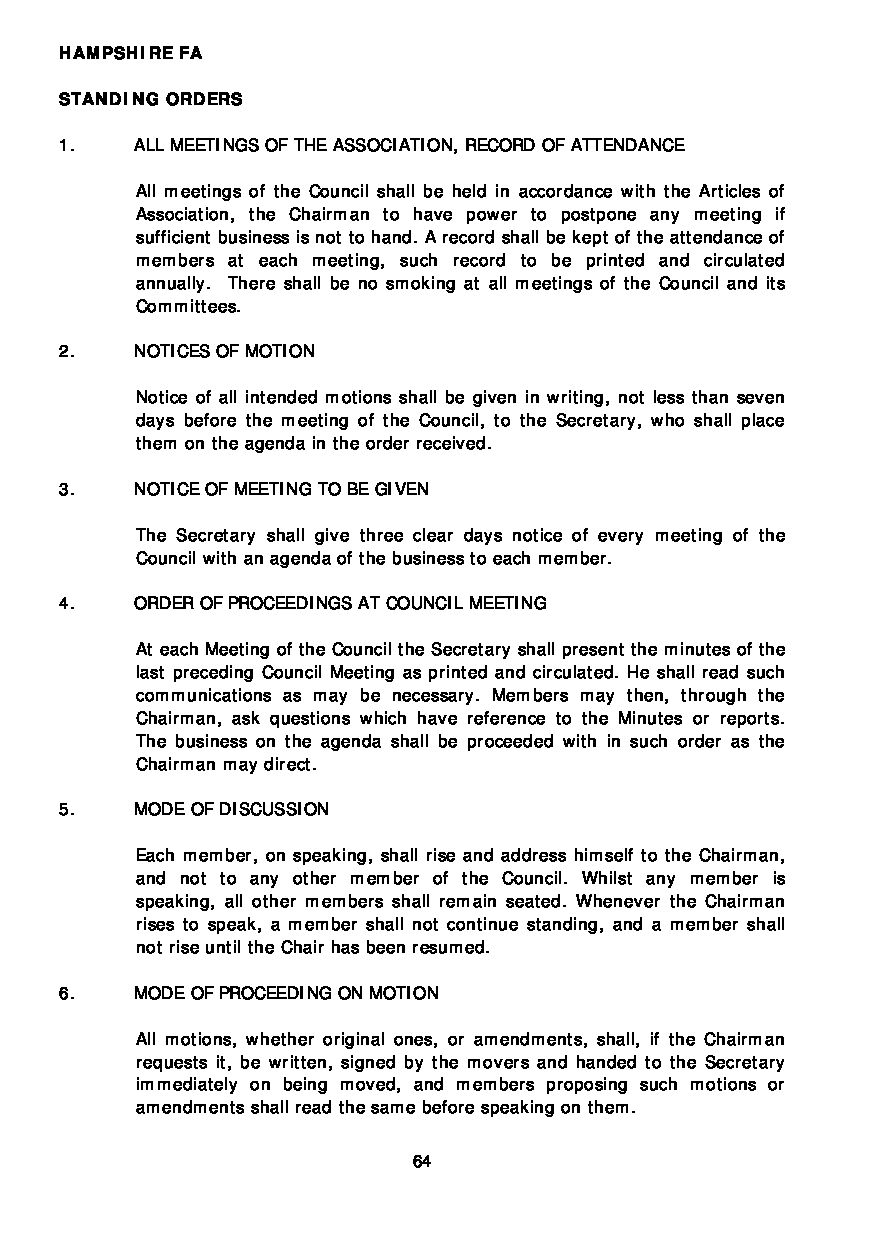 HAMPSHIRE FA
STANDING ORDERS
1. ALL MEETINGS OF THE ASSOCIATION, RECORD OF ATTENDANCE
All meetings of the Council shall be held in accordance with the Articles of
Association, the Chairman to have power to postpone any meeting if
sufficient business is not to hand. A record shall be kept of the attendance of
members at each meeting, such record to be printed and circulated
annually. There shall be no smoking at all meetings of the Council and its
Committees.
2. NOTICES OF MOTION
Notice of all intended motions shall be given in writing, not less than seven
days before the meeting of the Council, to the Secretary, who shall place
them on the agenda in the order received.
3. NOTICE OF MEETING TO BE GIVEN
The Secretary shall give three clear days notice of every meeting of the
Council with an agenda of the business to each member.
4. ORDER OF PROCEEDINGS AT COUNCIL MEETING
At each Meeting of the Council the Secretary shall present the minutes of the
last preceding Council Meeting as printed and circulated. He shall read such
communications as may be necessary. Members may then, through the
Chairman, ask questions which have reference to the Minutes or reports.
The business on the agenda shall be proceeded with in such order as the
Chairman may direct.
5. MODE OF DISCUSSION
Each member, on speaking, shall rise and address himself to the Chairman,
and not to any other member of the Council. Whilst any member is
speaking, all other members shall remain seated. Whenever the Chairman
rises to speak, a member shall not continue standing, and a member shall
not rise until the Chair has been resumed.
6. MODE OF PROCEEDING ON MOTION
All motions, whether original ones, or amendments, shall, if the Chairman
requests it, be written, signed by the movers and handed to the Secretary
immediately on being moved, and members proposing such motions or
amendments shall read the same before speaking on them.
64